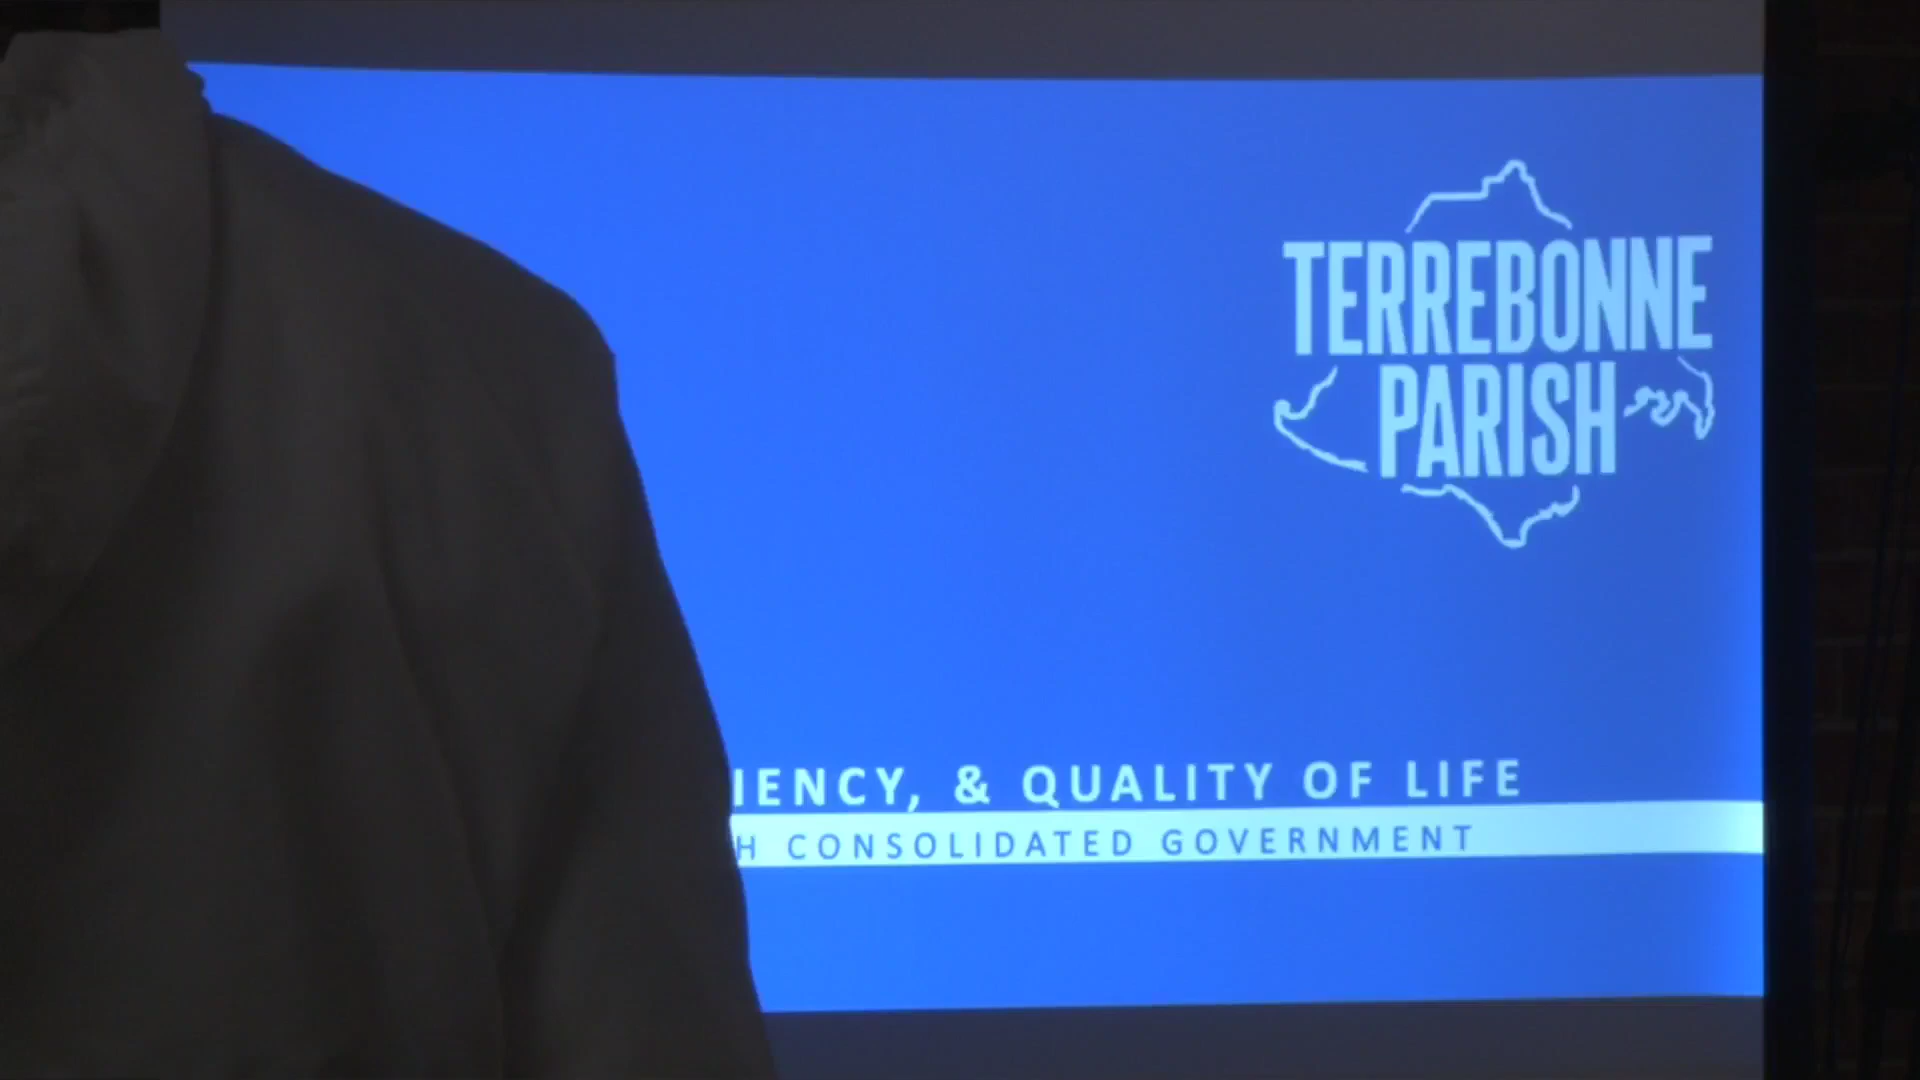 TERREBONNE
PARISH
IENCY, & QUALITY OF LIFE
H CONSOLIDATED GOVERNMENT